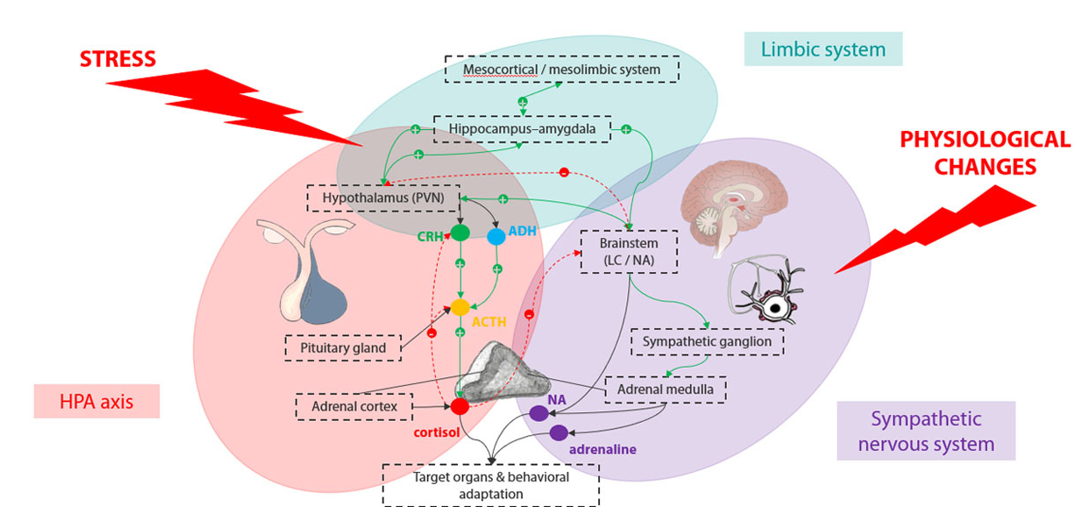 STRESS
Limbic system
Mesocortical / mesolimbic system
+
Hippocampus–amygdala
+
+
+
PHYSIOLOGICAL
CHANGES
-
Hypothalamus (PVN)
+
CRH
ADH
Brainstem
(LC / NA)
+
+
ACTH
-
+
-
Pituitary gland
Sympathetic ganglion
HPA axis
Adrenal cortex
Adrenal medulla
NA
cortisol
adrenaline
Sympathetic
nervous system
Target organs & behavioral
adaptation